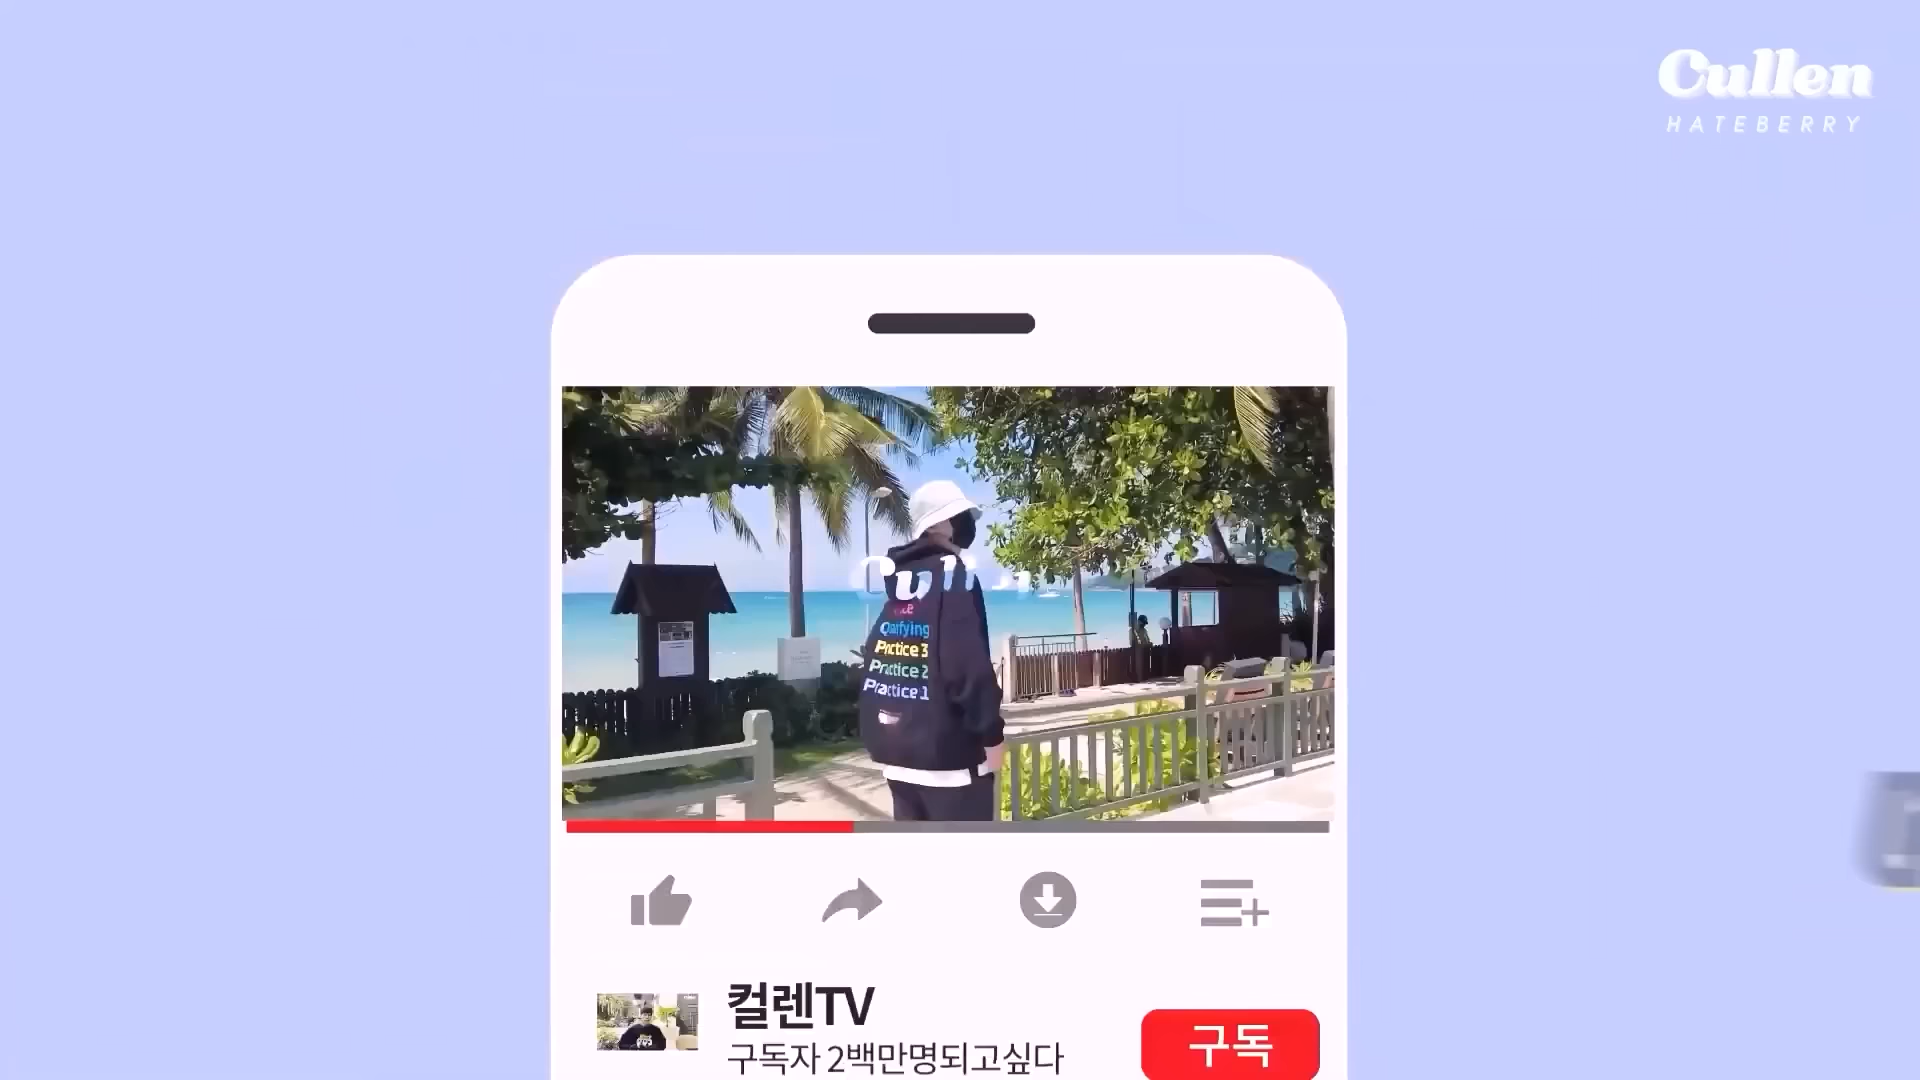 Cullen
HATEBERRY
Cullen
Qualifying
Practice 3
Practice 2
Practice 1
컬렌TV
구독자 2백만명되고싶다
구독